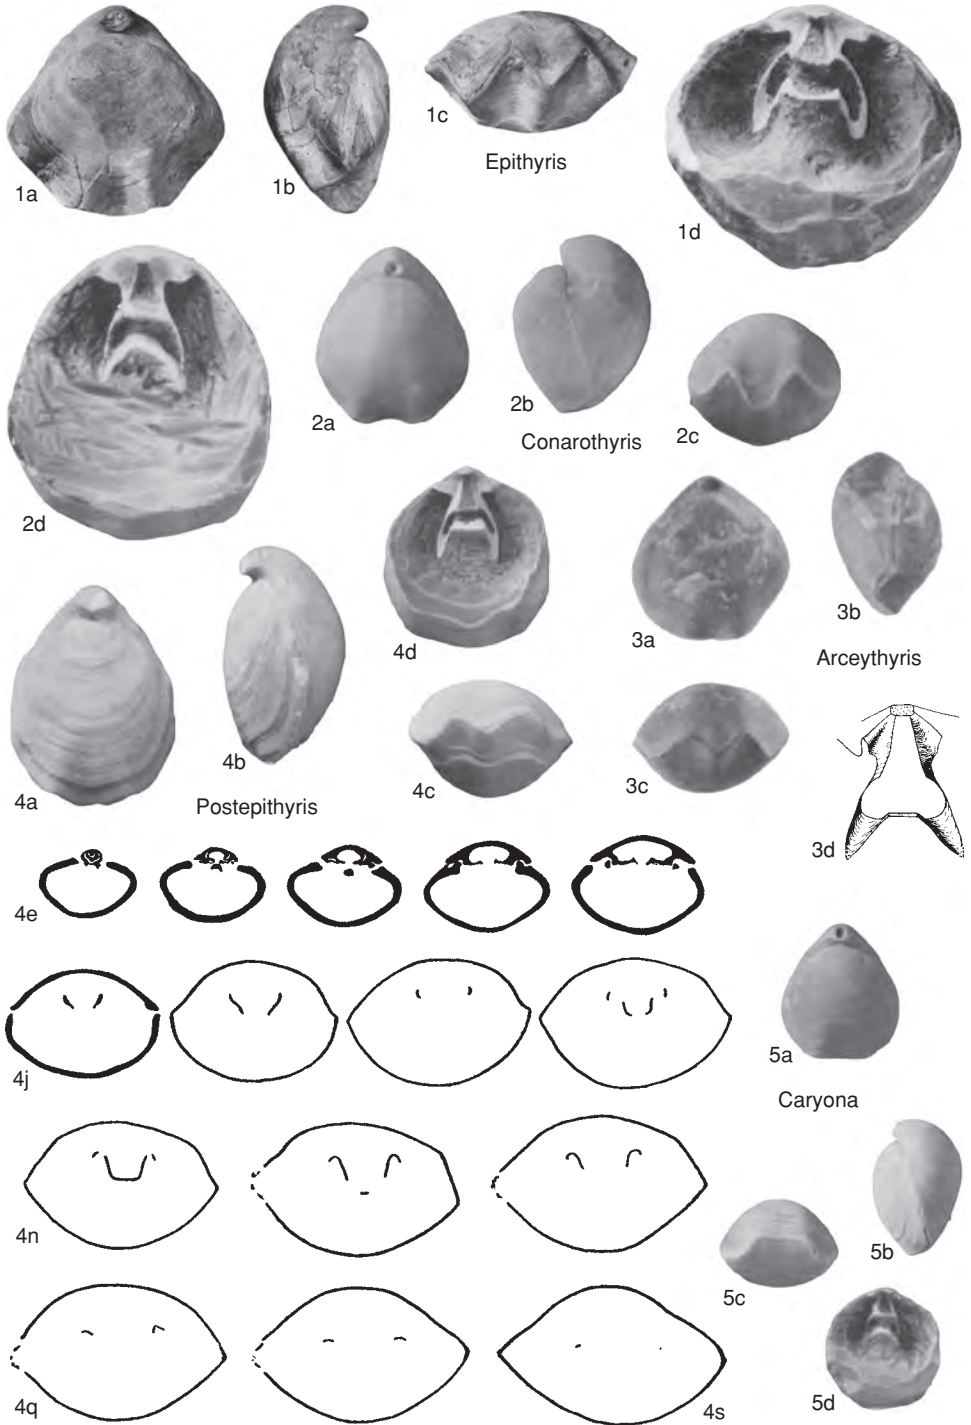 1a
1b
1c
Epithyris
1d
2a
2b
Conarothyris
2c
2d
4d
3a
3b
Arceythyris
4a
4b
Postepithyris
4c
3c
3d
4e
4j
5a
Caryona
4n
5c
5b
4q
4s
5d